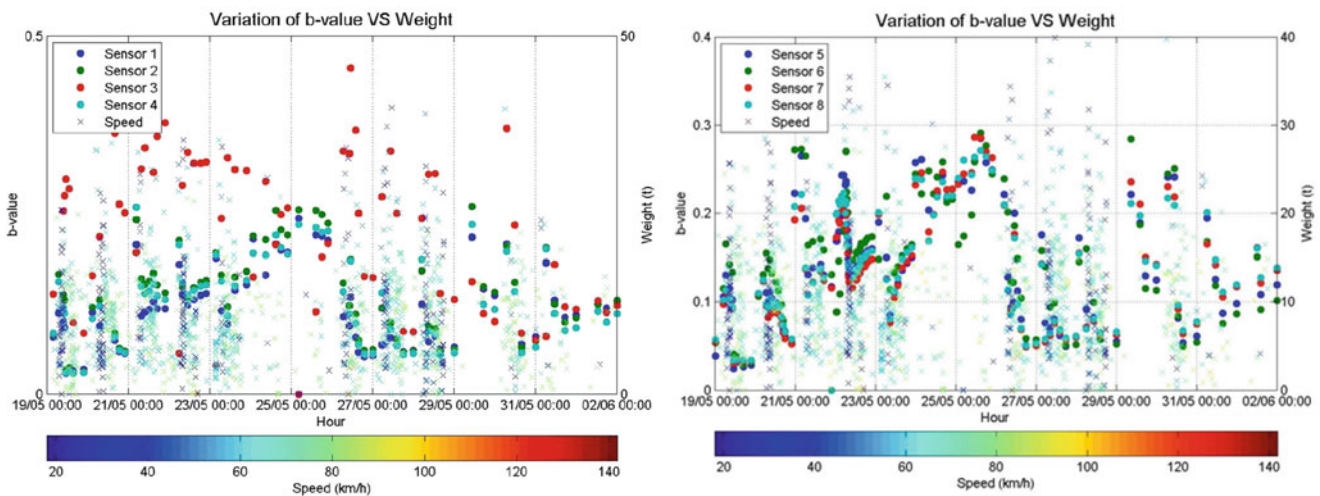 Variation of b-value VS Weight
0.5
50
Sensor 1
Sensor 2
Sensor 3
Sensor 4
Speed
b-value
Weight (t)
0
0
19/05 00:00 21/05 00:00 23/05 00:00 25/05 00:00 27/05 00:00 29/05 00:00 31/05 00:00 02/06 00:00
Hour
20 40 60 80 100 120 140
Speed (km/h)
Variation of b-value VS Weight
0.4
40
Sensor 5
Sensor 6
Sensor 7
Sensor 8
Speed
0.3
30
0.2
20
b-value
Weight (t)
0.1
10
0
0
19/05 00:00 21/05 00:00 23/05 00:00 25/05 00:00 27/05 00:00 29/05 00:00 31/05 00:00 02/06 00:00
Hour
20 40 60 80 100 120 140
Speed (km/h)